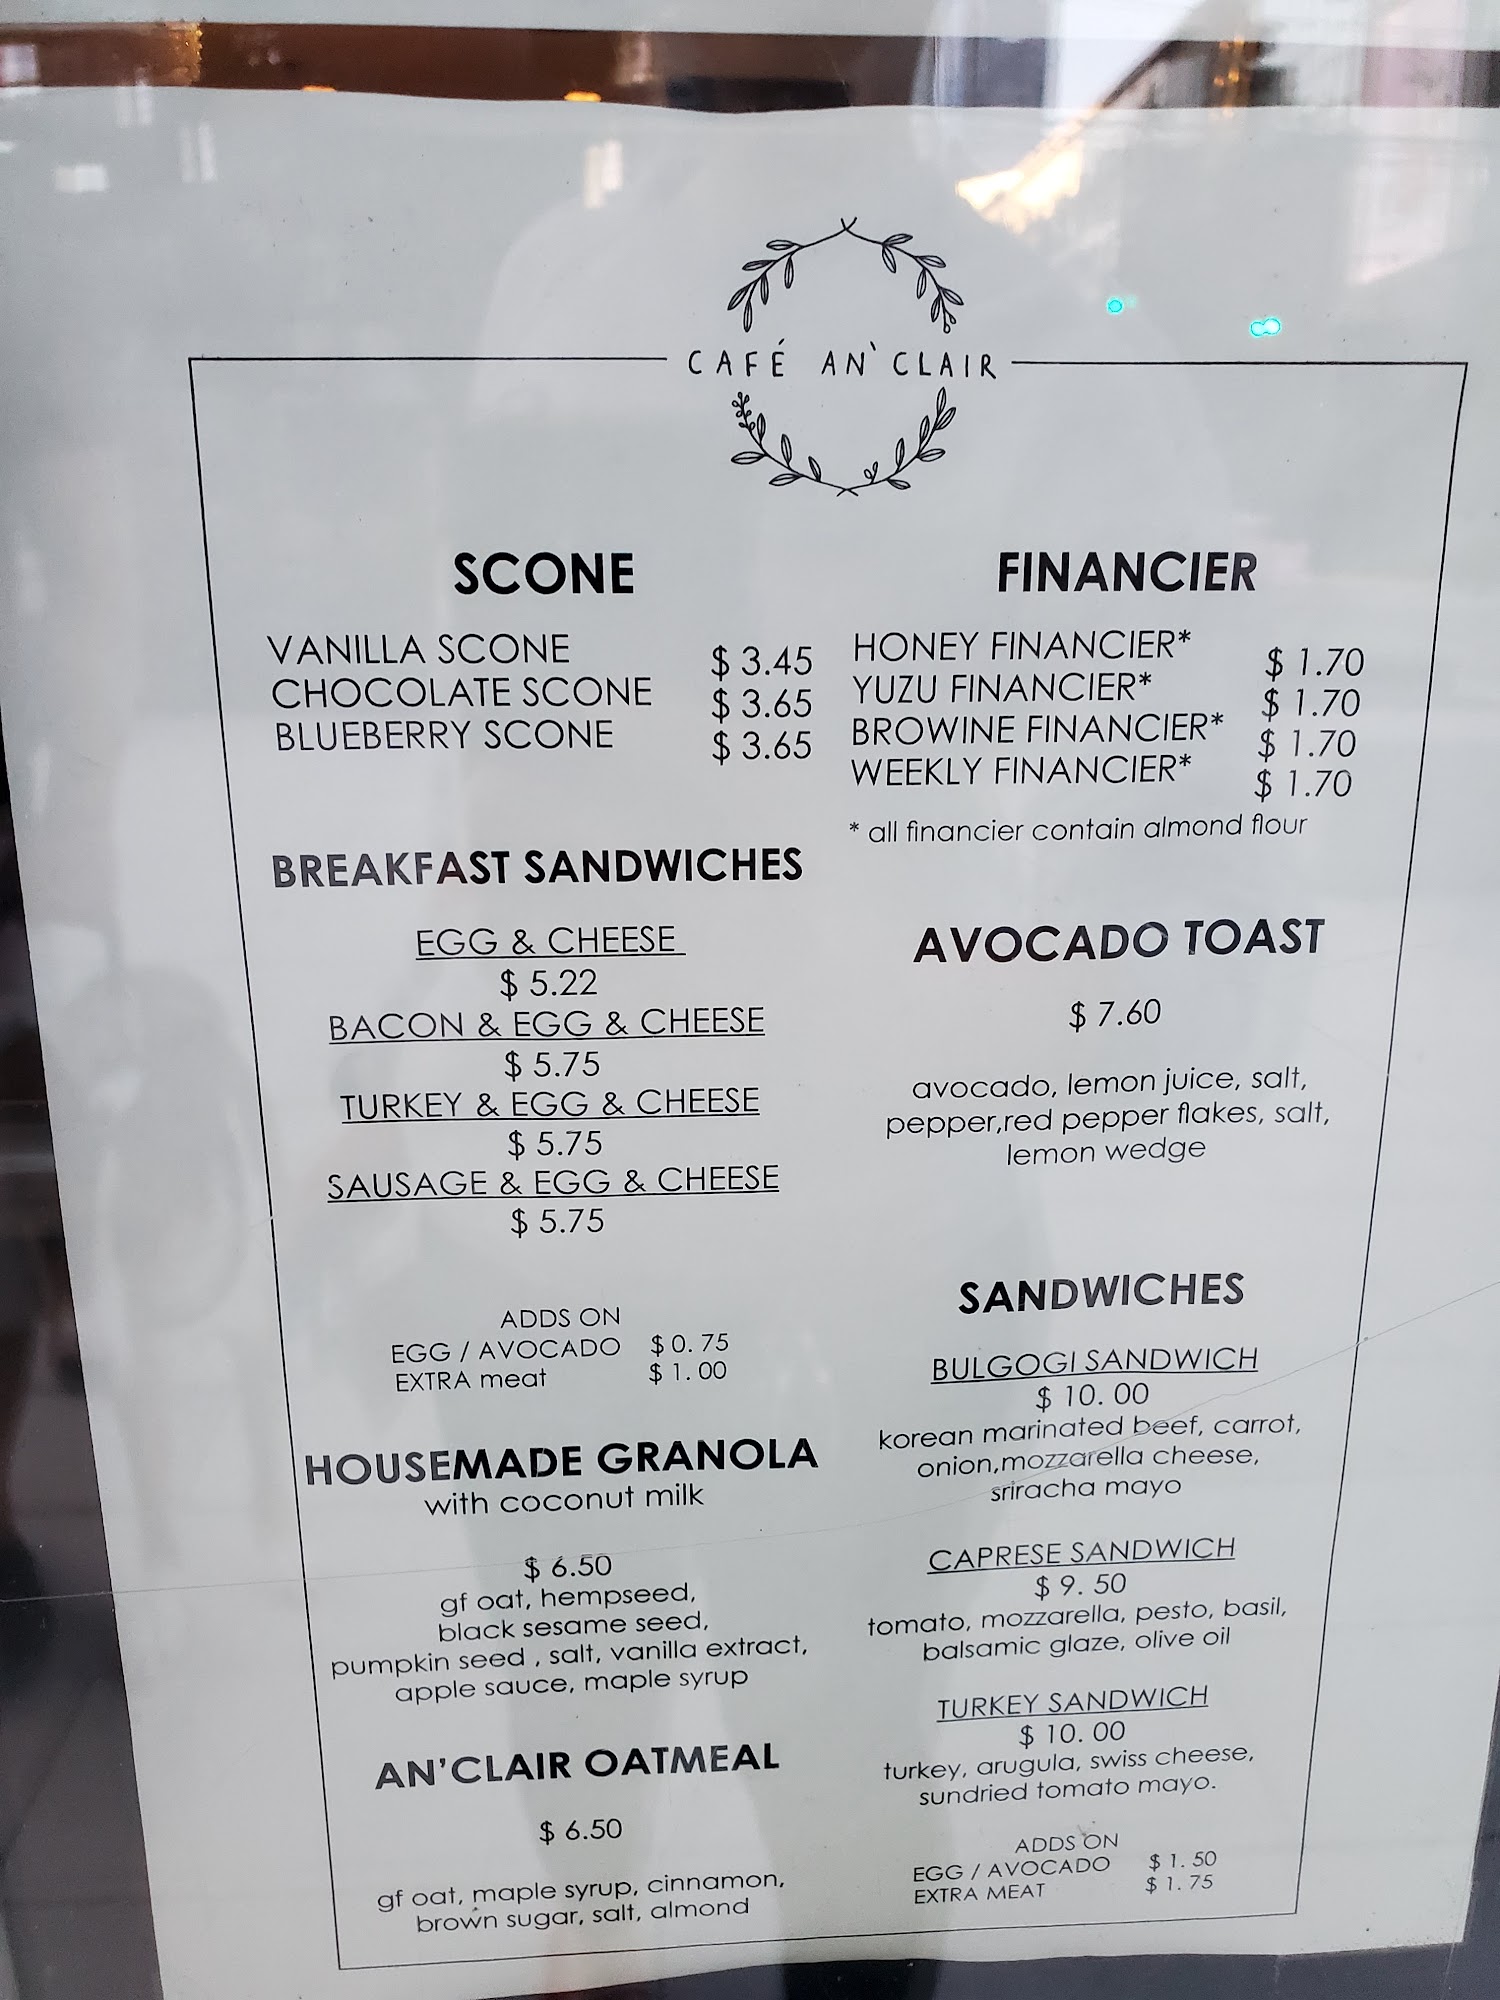 CAFÉ AN'CLAIR
SCONE
VANILLA SCONE $ 3.45
CHOCOLATE SCONE $ 3.65
BLUEBERRY SCONE $ 3.65
BREAKFAST SANDWICHES
EGG & CHEESE
$ 5.22
BACON & EGG & CHEESE
$ 5.75
TURKEY & EGG & CHEESE
$ 5.75
SAUSAGE & EGG & CHEESE
$ 5.75
ADDS ON
EGG / AVOCADO $ 0. 75
EXTRA meat $ 1. 00
HOUSEMADE GRANOLA
with coconut milk
$ 6.50
gf oat, hempseed,
black sesame seed,
pumpkin seed , salt, vanilla extract,
apple sauce, maple syrup
AN'CLAIR OATMEAL
$ 6.50
gf oat, maple syrup, cinnamon,
brown sugar, salt, almond
FINANCIER
HONEY FINANCIER* $ 1.70
YUZU FINANCIER* $ 1.70
BROWINE FINANCIER* $ 1.70
WEEKLY FINANCIER* $ 1.70
* all financier contain almond flour
AVOCADO TOAST
$ 7.60
avocado, lemon juice, salt,
pepper,red pepper flakes, salt,
lemon wedge
SANDWICHES
BULGOGI SANDWICH
$ 10. 00
korean marinated beef, carrot,
onion,mozzarella cheese,
sriracha mayo
CAPRESE SANDWICH
$ 9. 50
tomato, mozzarella, pesto, basil,
balsamic glaze, olive oil
TURKEY SANDWICH
$ 10. 00
turkey, arugula, swiss cheese,
sundried tomato mayo.
ADDS ON
EGG / AVOCADO $ 1. 50
EXTRA MEAT $ 1. 75